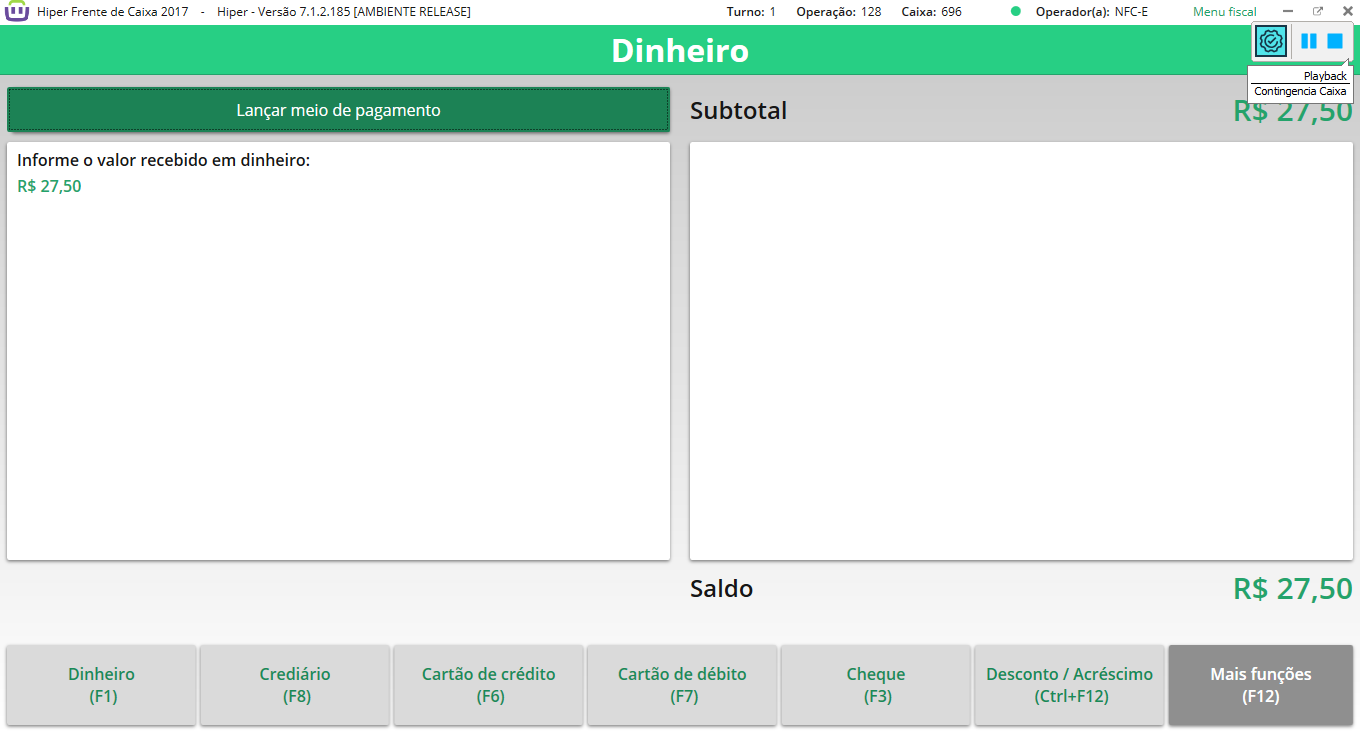 Hiper Frente de Caixa 2017 - Hiper - Versão 7.1.2.185 [AMBIENTE RELEASE] Turno: 1 Operação: 128 Caixa: 696 Operador(a): NFC-E Menu fiscal
Dinheiro
Playback
Contingencia Caixa
Lançar meio de pagamento
Subtotal R$ 27,50
Informe o valor recebido em dinheiro:
R$ 27,50
Saldo R$ 27,50
Dinheiro
(F1)
Crediário
(F8)
Cartão de crédito
(F6)
Cartão de débito
(F7)
Cheque
(F3)
Desconto / Acréscimo
(Ctrl+F12)
Mais funções
(F12)